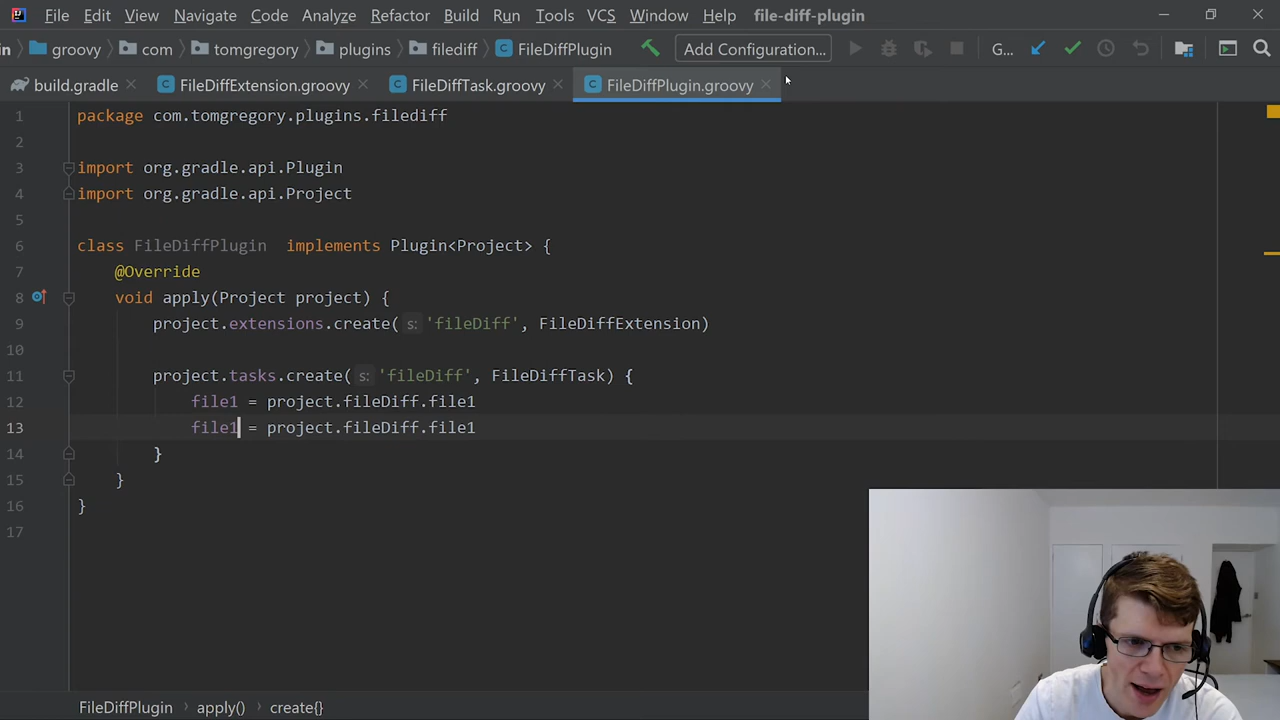 File Edit View Navigate Code Analyze Refactor Build Run Tools VCS Window Help file-diff-plugin
in groovy com tomgregory plugins filediff FileDiffPlugin Add Configuration... G...
build.gradle FileDiffExtension.groovy FileDiffTask.groovy FileDiffPlugin.groovy
1 package com.tomgregory.plugins.filediff
2
3 import org.gradle.api.Plugin
4 import org.gradle.api.Project
5
6 class FileDiffPlugin implements Plugin<Project> {
7 @Override
8 void apply(Project project) {
9 project.extensions.create( s: 'fileDiff', FileDiffExtension)
10
11 project.tasks.create( s: 'fileDiff', FileDiffTask) {
12 file1 = project.fileDiff.file1
13 file1 = project.fileDiff.file1
14 }
15 }
16 }
17
FileDiffPlugin apply() create{}